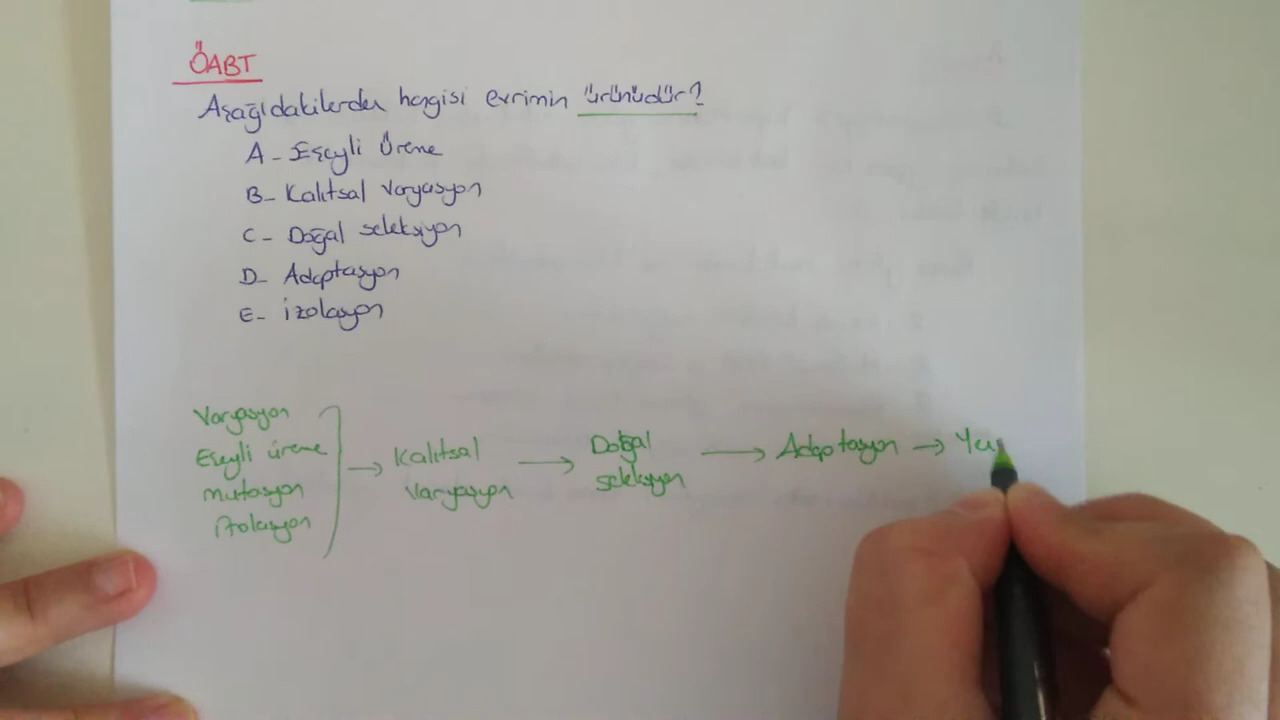 ÖABT
Aşağıdakilerden hangisi evrimin ürünüdür?
A - Eşeyli Üreme
B - Kalıtsal Varyasyon
C - Doğal seleksiyon
D - Adaptasyon
E - izolasyon
Varyasyon
Eşeyli üreme
mutasyon
izolasyon
→ Kalıtsal
varyasyon
→ Doğal
seleksiyon
→ Adaptasyon → Ya